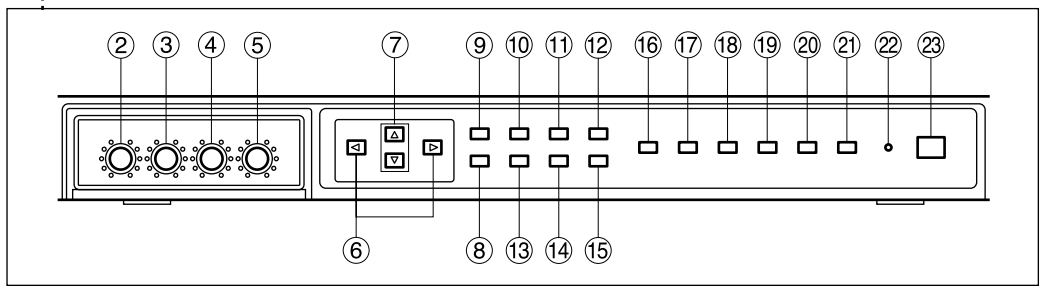 ② ③ ④ ⑤ ⑦ ⑨ ⑩ ⑪ ⑫ ⑯ ⑰ ⑱ ⑲ ⑳ ㉑ ㉒ ㉓
⑥ ⑧ ⑬ ⑭ ⑮